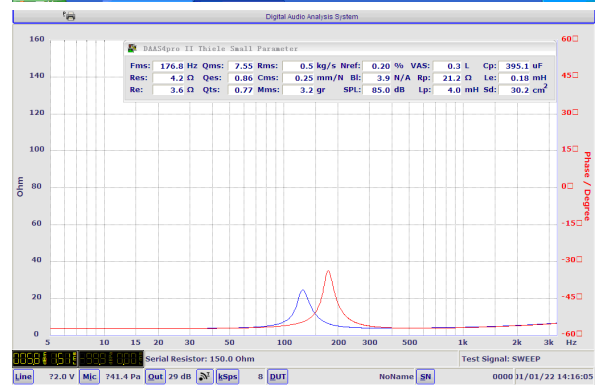 Digital Audio Analysis System
DAAS4pro II Thiele Small Parameter
Fms: 176.8 Hz Qms: 7.55 Rms: 0.5 kg/s Nref: 0.20 % VAS: 0.3 L Cp: 395.1 uF
Res: 4.2 Ω Qes: 0.86 Cms: 0.25 mm/N Bl: 3.9 N/A Rp: 21.2 Ω Le: 0.18 mH
Re: 3.6 Ω Qts: 0.77 Mms: 3.2 gr SPL: 85.0 dB Lp: 4.0 mH Sd: 30.2 cm2
160 60□
140 45□
120 30□
100 15□
80 0□
60 -15□
40 -30□
20 -45□
0 -60□
Ohm
Phase / Degree
5 10 15 20 30 50 100 200 300 500 1k 2k 3k Hz
Serial Resistor: 150.0 Ohm Test Signal: SWEEP
Line ?2.0 V Mic ?41.4 Pa Out 29 dB kSps 8 DUT NoName SN 0000 01/01/22 14:16:05